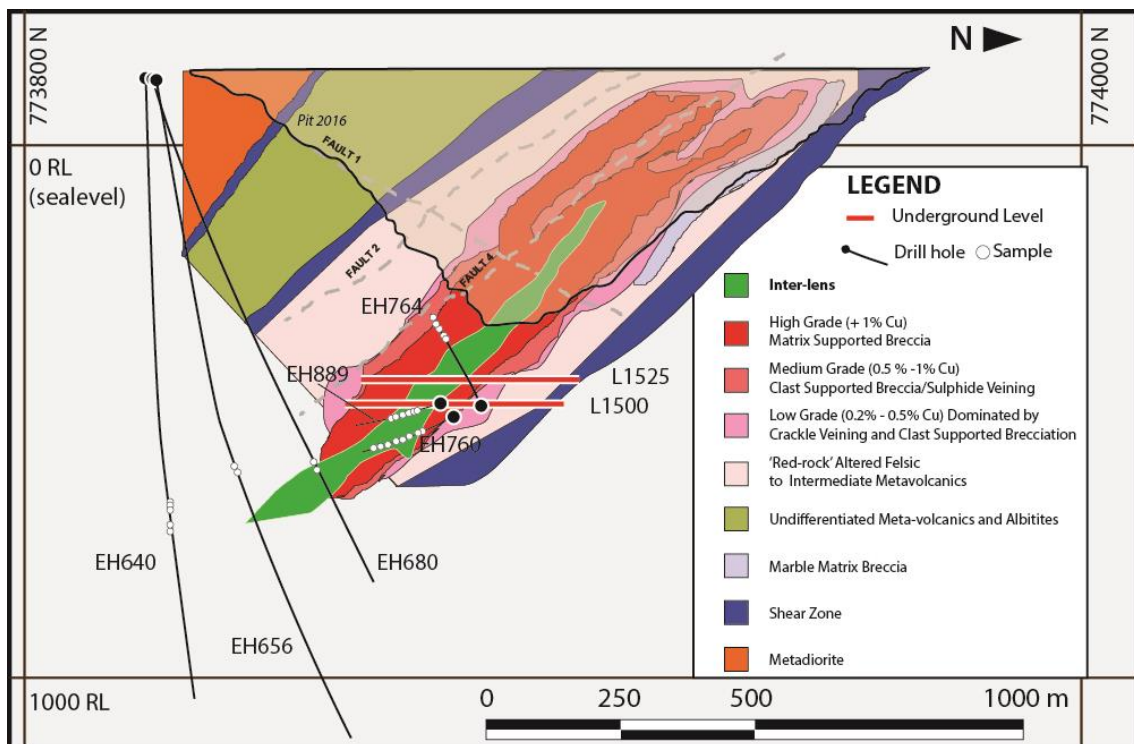 N
773800 N
774000 N
Pit 2016
FAULT 1
0 RL
(sealevel)
FAULT 2
FAULT 4
EH764
EH889
L1525
L1500
EH760
EH640
EH680
EH656
1000 RL
LEGEND
Underground Level
Drill hole
Sample
Inter-lens
High Grade (+ 1% Cu)
Matrix Supported Breccia
Medium Grade (0.5 % -1% Cu)
Clast Supported Breccia/Sulphide Veining
Low Grade (0.2% - 0.5% Cu) Dominated by
Crackle Veining and Clast Supported Brecciation
'Red-rock' Altered Felsic
to Intermediate Metavolcanics
Undifferentiated Meta-volcanics and Albitites
Marble Matrix Breccia
Shear Zone
Metadiorite
0 250 500 1000 m